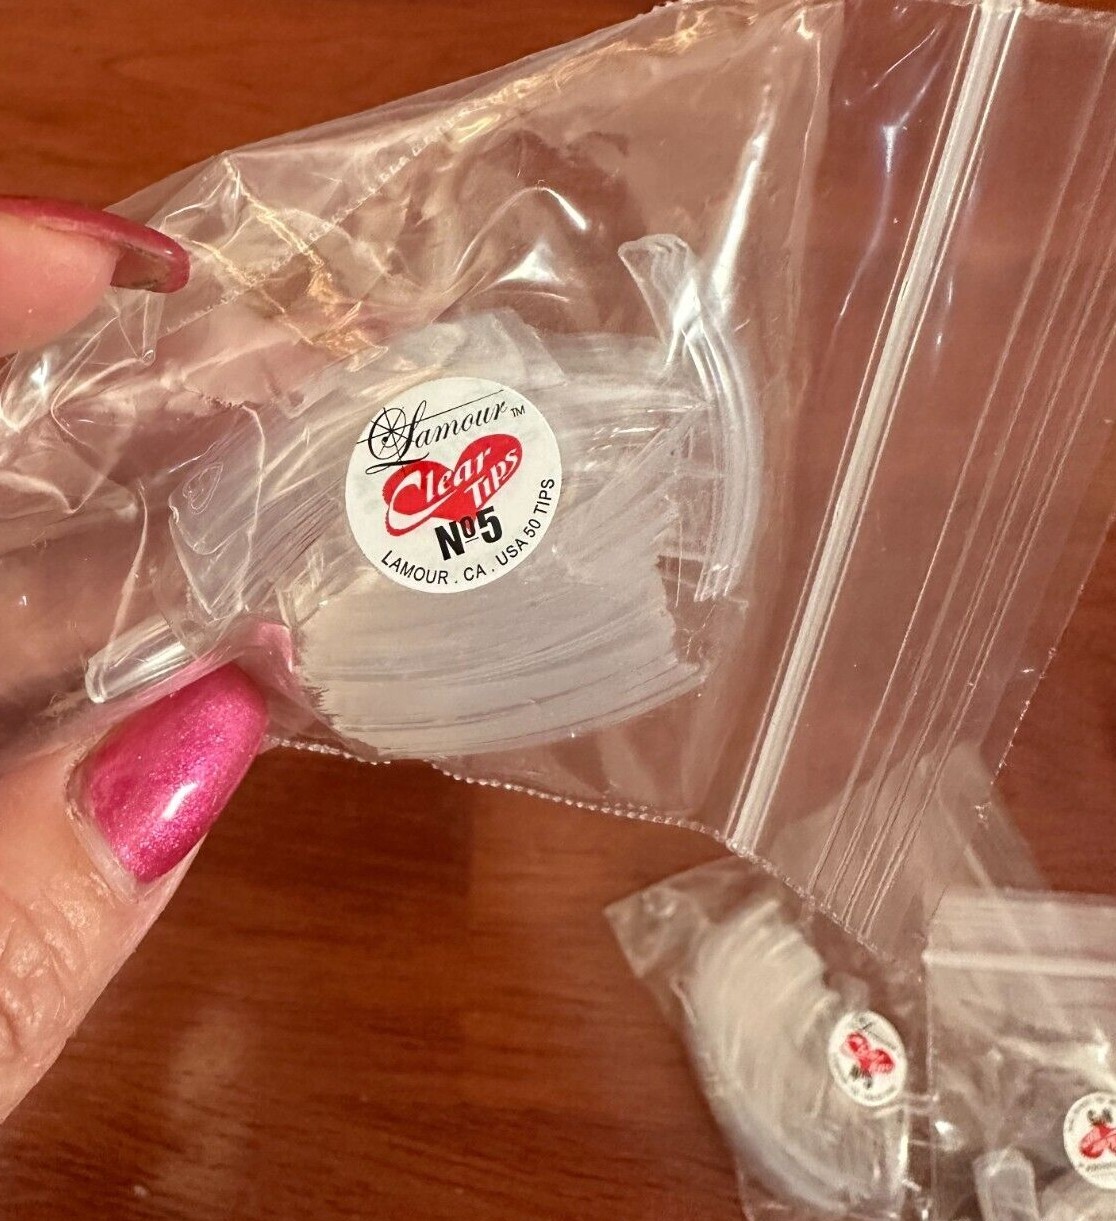 Lamour™
Clear
Tips
Nº5
LAMOUR . CA . USA 50 TIPS